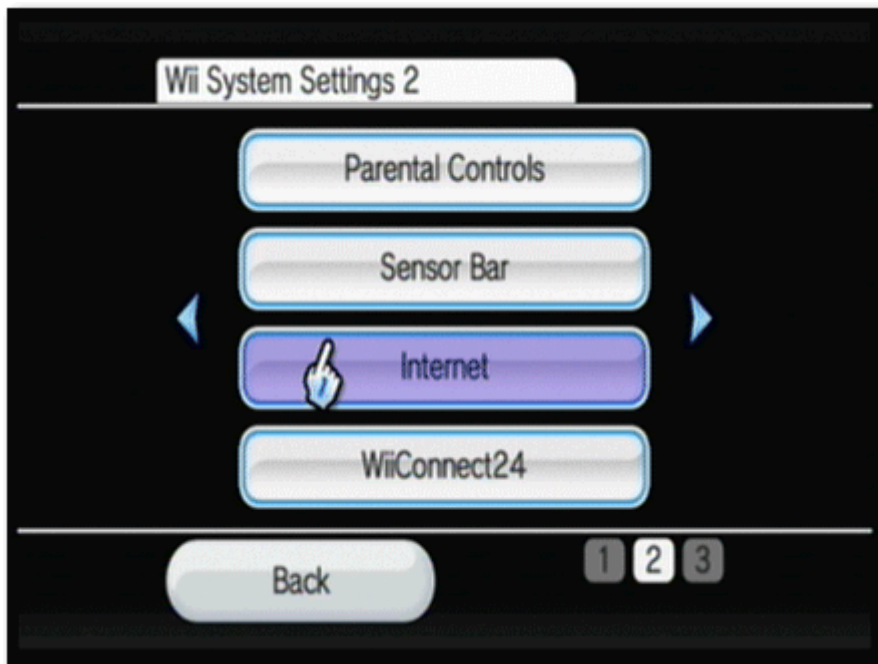 Wii System Settings 2
Parental Controls
Sensor Bar
Internet
WiiConnect24
Back
1 2 3